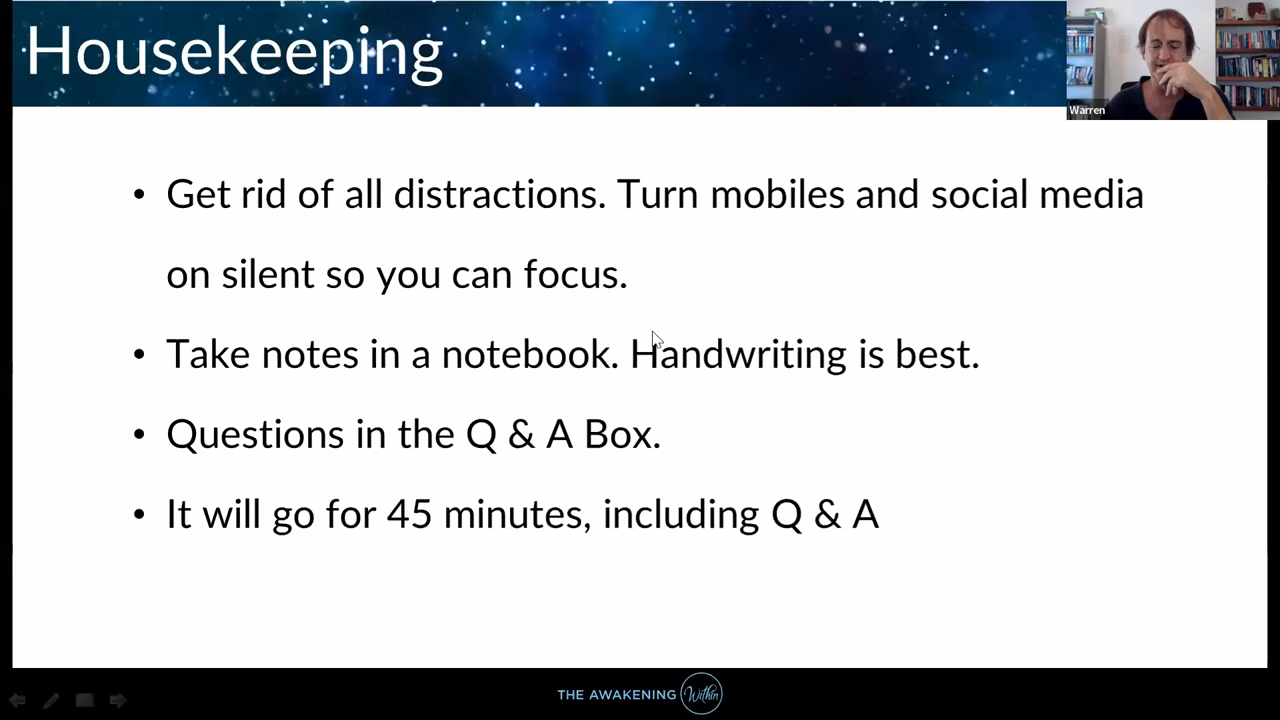 Housekeeping
Warren
• Get rid of all distractions. Turn mobiles and social media
on silent so you can focus.
• Take notes in a notebook. Handwriting is best.
• Questions in the Q & A Box.
• It will go for 45 minutes, including Q & A
THE AWAKENING Within